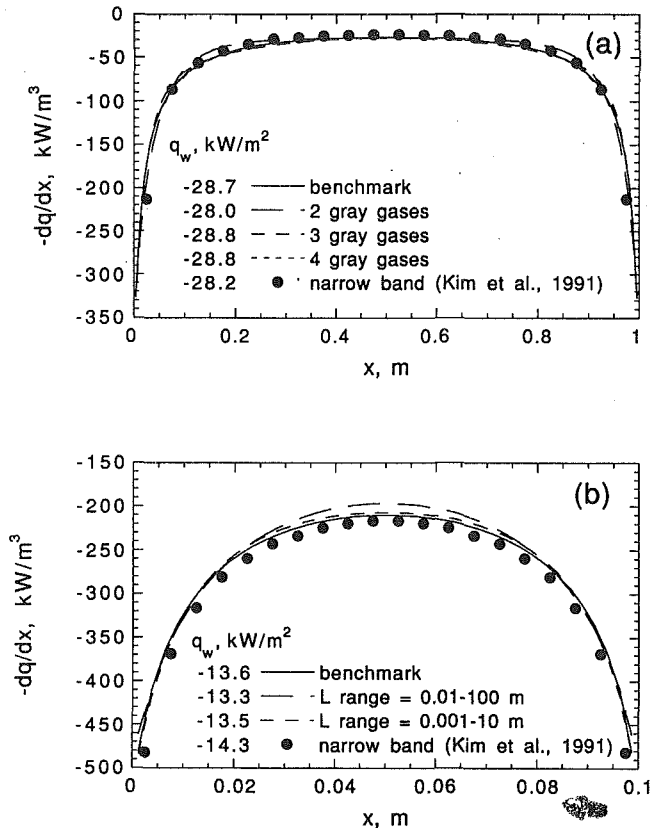 (a)
-dq/dx, kW/m³
0
-50
-100
-150
-200
-250
-300
-350
q_w, kW/m²
-28.7 benchmark
-28.0 2 gray gases
-28.8 3 gray gases
-28.8 4 gray gases
-28.2 narrow band (Kim et al., 1991)
0 0.2 0.4 0.6 0.8 1
x, m
(b)
-dq/dx, kW/m³
-150
-200
-250
-300
-350
-400
-450
-500
q_w, kW/m²
-13.6 benchmark
-13.3 L range = 0.01-100 m
-13.5 L range = 0.001-10 m
-14.3 narrow band (Kim et al., 1991)
0 0.02 0.04 0.06 0.08 0.1
x, m